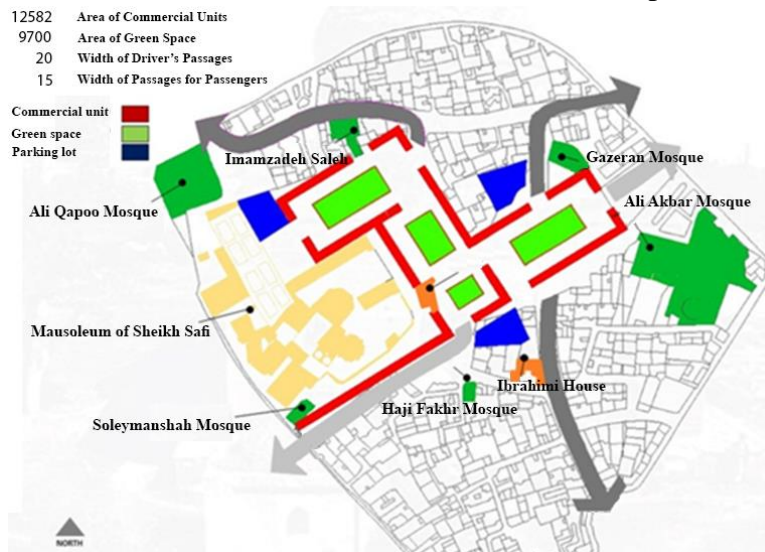 12582 Area of Commercial Units
9700 Area of Green Space
20 Width of Driver's Passages
15 Width of Passages for Passengers
Commercial unit
Green space
Parking lot
Imamzadeh Saleh
Gazeran Mosque
Ali Qapoo Mosque
Ali Akbar Mosque
Mausoleum of Sheikh Safi
Ibrahimi House
Haji Fakhr Mosque
Soleymanshah Mosque
NORTH